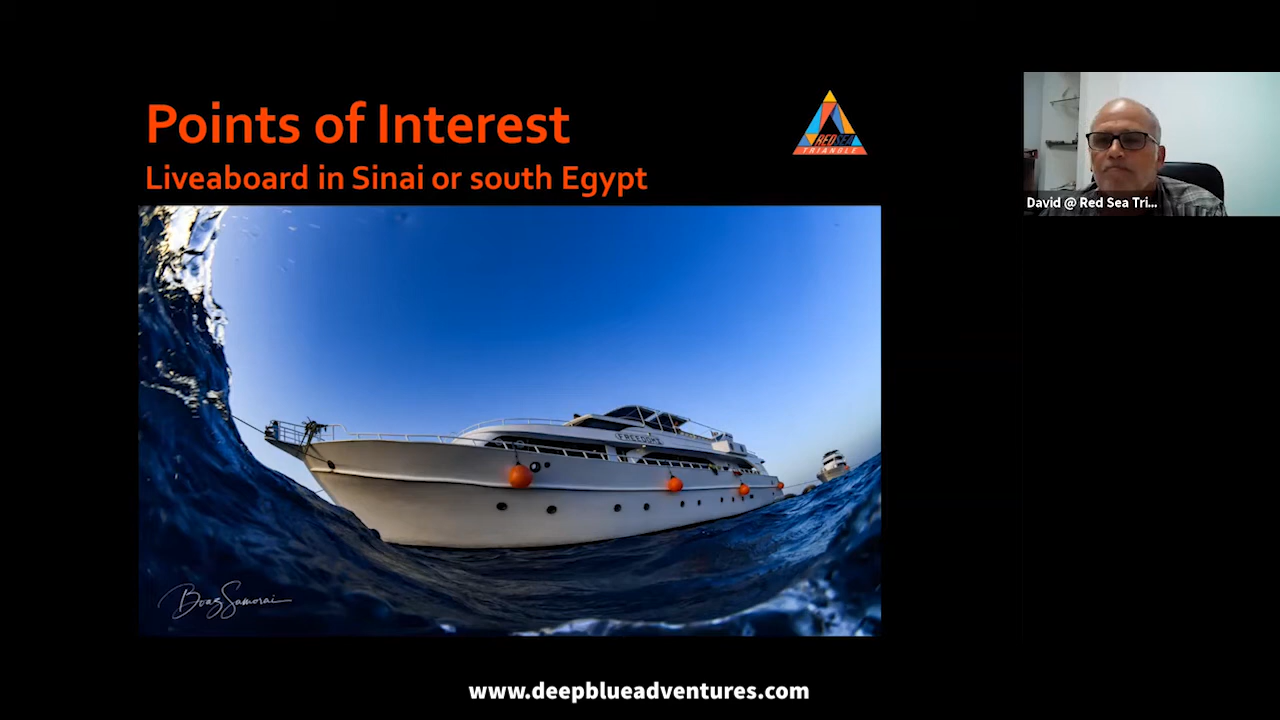 Points of Interest
Liveaboard in Sinai or south Egypt
RED SEA
TRIANGLE
David @ Red Sea Tri...
Boaz Samorai
www.deepblueadventures.com